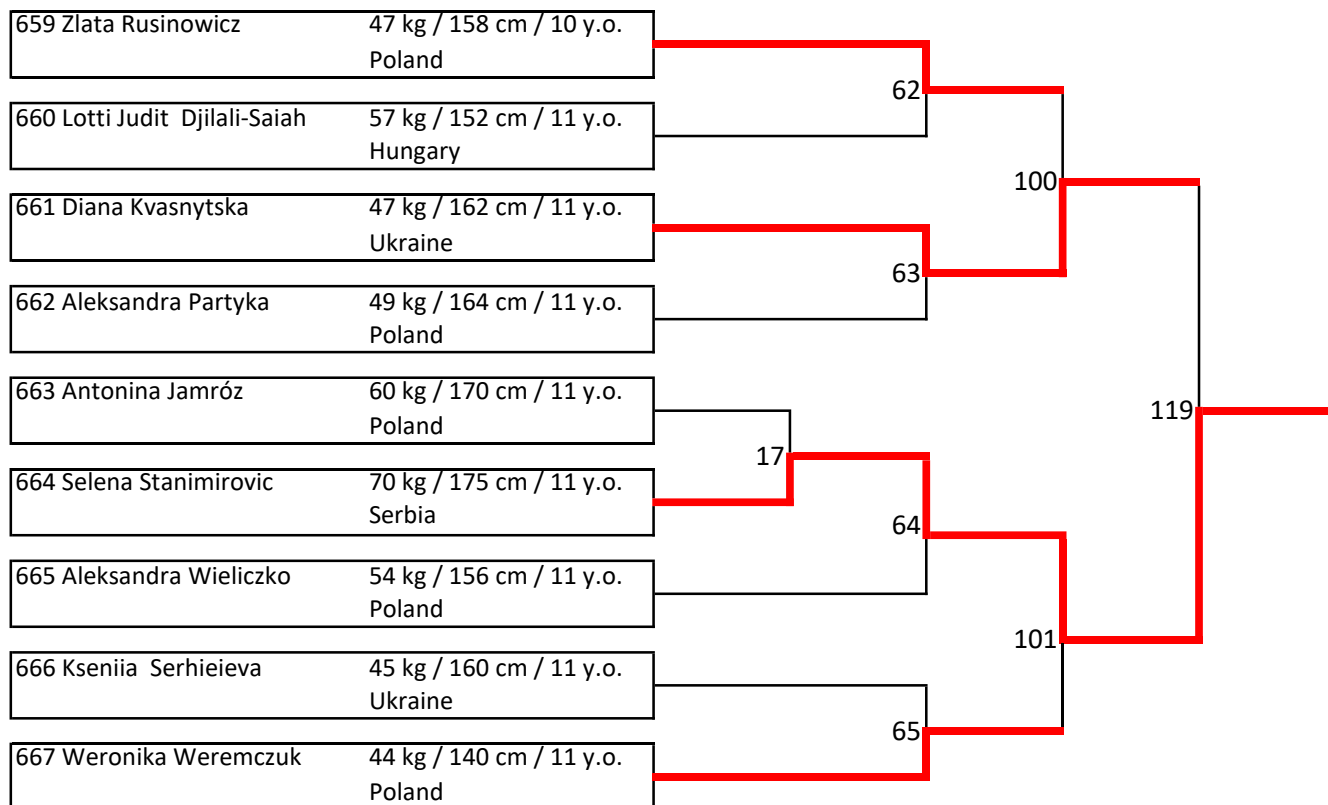 659 Zlata Rusinowicz 47 kg / 158 cm / 10 y.o.
Poland
62
660 Lotti Judit  Djilali-Saiah 57 kg / 152 cm / 11 y.o.
Hungary
100
661 Diana Kvasnytska 47 kg / 162 cm / 11 y.o.
Ukraine
63
662 Aleksandra Partyka 49 kg / 164 cm / 11 y.o.
Poland
663 Antonina Jamróz 60 kg / 170 cm / 11 y.o.
Poland
119
17
664 Selena Stanimirovic 70 kg / 175 cm / 11 y.o.
Serbia
64
665 Aleksandra Wieliczko 54 kg / 156 cm / 11 y.o.
Poland
101
666 Kseniia  Serhieieva 45 kg / 160 cm / 11 y.o.
Ukraine
65
667 Weronika Weremczuk 44 kg / 140 cm / 11 y.o.
Poland